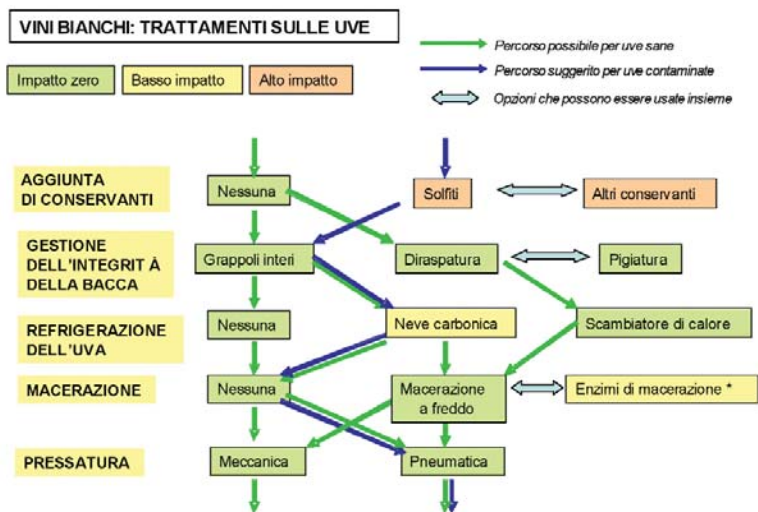 VINI BIANCHI: TRATTAMENTI SULLE UVE
Percorso possibile per uve sane
Percorso suggerito per uve contaminate
Opzioni che possono essere usate insieme
Impatto zero
Basso impatto
Alto impatto
AGGIUNTA
DI CONSERVANTI
Nessuna
Solfiti
Altri conservanti
GESTIONE
DELL'INTEGRIT À
DELLA BACCA
Grappoli interi
Diraspatura
Pigiatura
REFRIGERAZIONE
DELL'UVA
Nessuna
Neve carbonica
Scambiatore di calore
MACERAZIONE
Nessuna
Macerazione
a freddo
Enzimi di macerazione *
PRESSATURA
Meccanica
Pneumatica